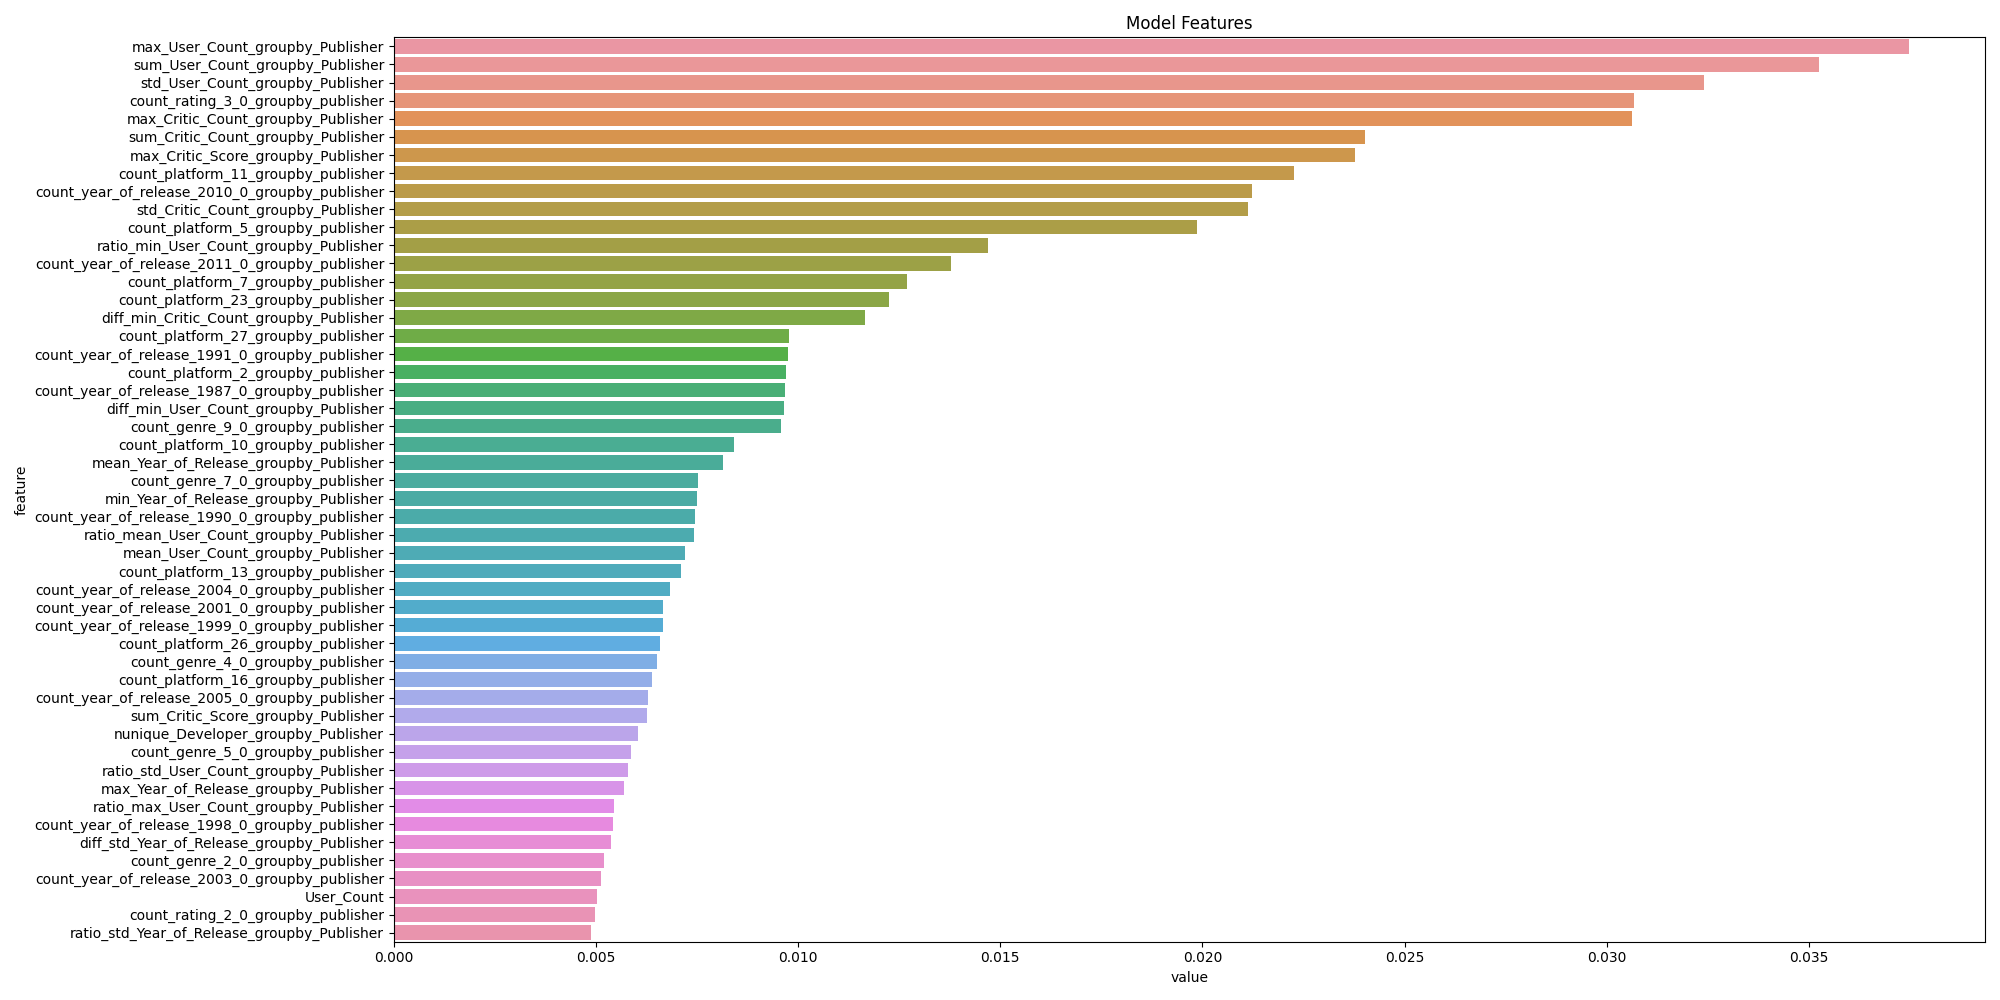 Model Features
max_User_Count_groupby_Publisher
sum_User_Count_groupby_Publisher
std_User_Count_groupby_Publisher
count_rating_3_0_groupby_publisher
max_Critic_Count_groupby_Publisher
sum_Critic_Count_groupby_Publisher
max_Critic_Score_groupby_Publisher
count_platform_11_groupby_publisher
count_year_of_release_2010_0_groupby_publisher
std_Critic_Count_groupby_Publisher
count_platform_5_groupby_publisher
ratio_min_User_Count_groupby_Publisher
count_year_of_release_2011_0_groupby_publisher
count_platform_7_groupby_publisher
count_platform_23_groupby_publisher
diff_min_Critic_Count_groupby_Publisher
count_platform_27_groupby_publisher
count_year_of_release_1991_0_groupby_publisher
count_platform_2_groupby_publisher
count_year_of_release_1987_0_groupby_publisher
diff_min_User_Count_groupby_Publisher
count_genre_9_0_groupby_publisher
count_platform_10_groupby_publisher
mean_Year_of_Release_groupby_Publisher
count_genre_7_0_groupby_publisher
min_Year_of_Release_groupby_Publisher
count_year_of_release_1990_0_groupby_publisher
ratio_mean_User_Count_groupby_Publisher
mean_User_Count_groupby_Publisher
count_platform_13_groupby_publisher
count_year_of_release_2004_0_groupby_publisher
count_year_of_release_2001_0_groupby_publisher
count_year_of_release_1999_0_groupby_publisher
count_platform_26_groupby_publisher
count_genre_4_0_groupby_publisher
count_platform_16_groupby_publisher
count_year_of_release_2005_0_groupby_publisher
sum_Critic_Score_groupby_Publisher
nunique_Developer_groupby_Publisher
count_genre_5_0_groupby_publisher
ratio_std_User_Count_groupby_Publisher
max_Year_of_Release_groupby_Publisher
ratio_max_User_Count_groupby_Publisher
count_year_of_release_1998_0_groupby_publisher
diff_std_Year_of_Release_groupby_Publisher
count_genre_2_0_groupby_publisher
count_year_of_release_2003_0_groupby_publisher
User_Count
count_rating_2_0_groupby_publisher
ratio_std_Year_of_Release_groupby_Publisher
feature
0.000 0.005 0.010 0.015 0.020 0.025 0.030 0.035
value